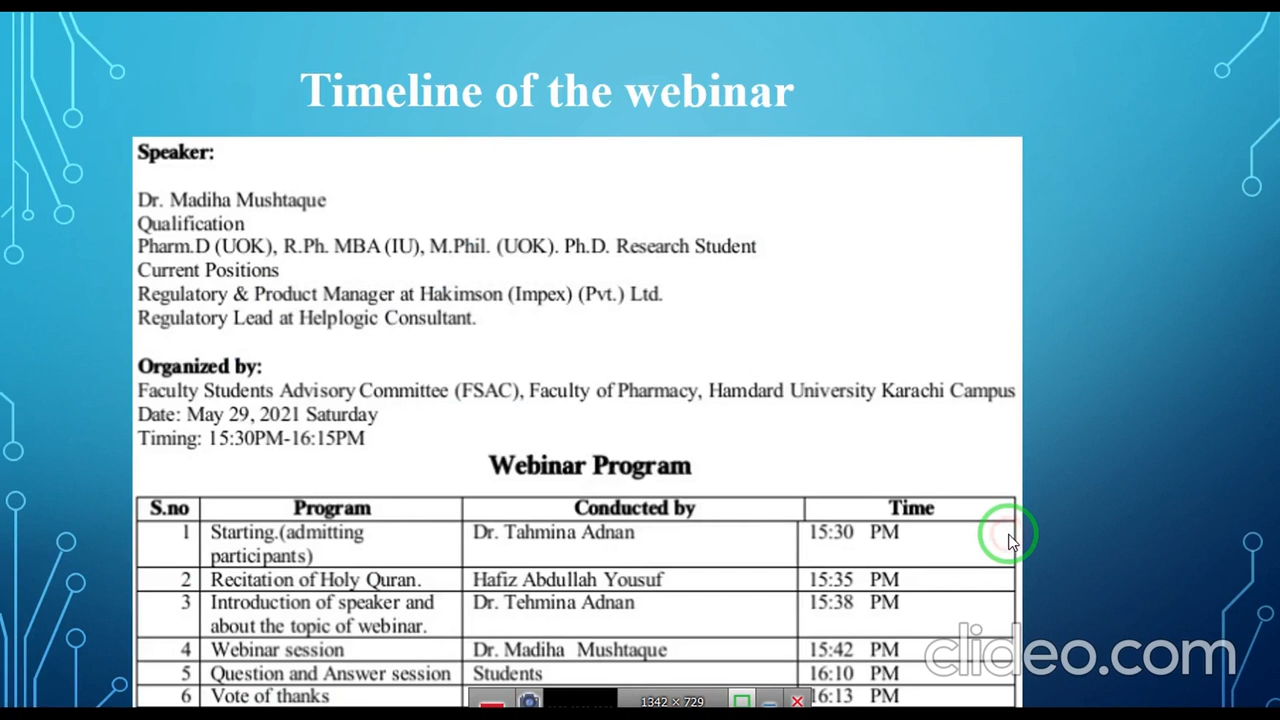 Timeline of the webinar
Speaker:
Dr. Madiha Mushtaque
Qualification
Pharm.D (UOK), R.Ph. MBA (IU), M.Phil. (UOK). Ph.D. Research Student
Current Positions
Regulatory & Product Manager at Hakimson (Impex) (Pvt.) Ltd.
Regulatory Lead at Helplogic Consultant.
Organized by:
Faculty Students Advisory Committee (FSAC), Faculty of Pharmacy, Hamdard University Karachi Campus
Date: May 29, 2021 Saturday
Timing: 15:30PM-16:15PM
Webinar Program
S.no Program Conducted by Time
1 Starting.(admitting participants) Dr. Tahmina Adnan 15:30 PM
2 Recitation of Holy Quran. Hafiz Abdullah Yousuf 15:35 PM
3 Introduction of speaker and about the topic of webinar. Dr. Tehmina Adnan 15:38 PM
4 Webinar session Dr. Madiha Mushtaque 15:42 PM
5 Question and Answer session Students 16:10 PM
6 Vote of thanks 16:13 PM
1342 × 729
clideo.com